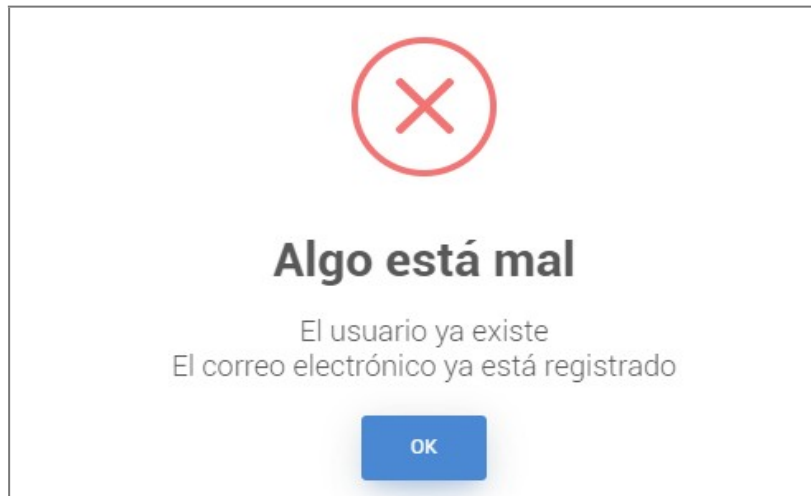 Algo está mal
El usuario ya existe
El correo electrónico ya está registrado
OK